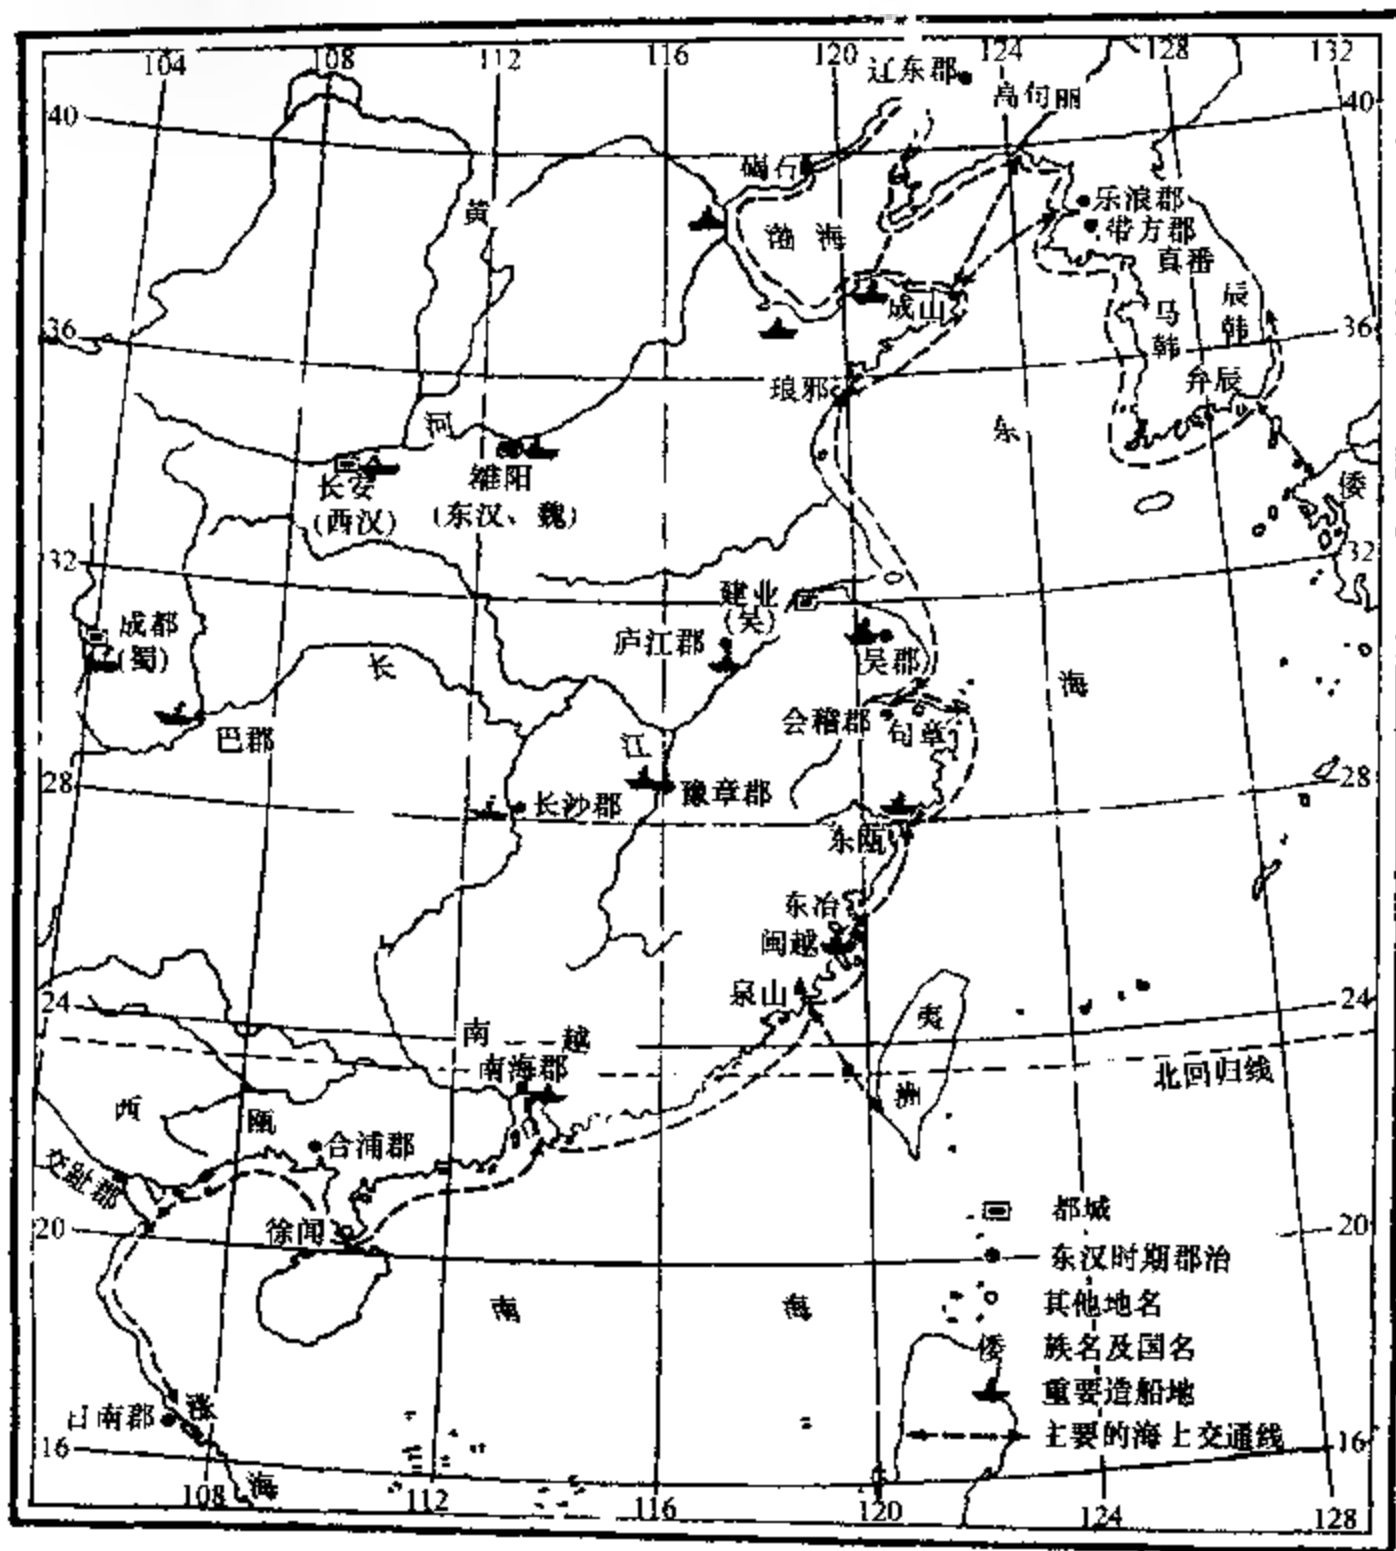 104 108 112 116 120 124 128 132
辽东郡
高句丽
40 40
碣石
乐浪郡
黄
带方郡
渤海
真番
成山
马韩
辰韩
36 36
琅邪
弁辰
河
东
长安
(西汉)
雒阳
(东汉、魏)
倭
32 32
建业
(吴)
成都
(蜀)
庐江郡
吴郡
长
海
会稽郡
句章
巴郡
江
28 28
豫章郡
长沙郡
东瓯
东冶
闽越
泉山
24 24
夷洲
南越
南海郡
北回归线
西瓯
合浦郡
交趾郡
20 20
徐闻
都城
东汉时期郡治
南海
其他地名
倭 族名及国名
重要造船地
日南郡
涨海
主要的海上交通线
16 16
108 112 116 120 124 128